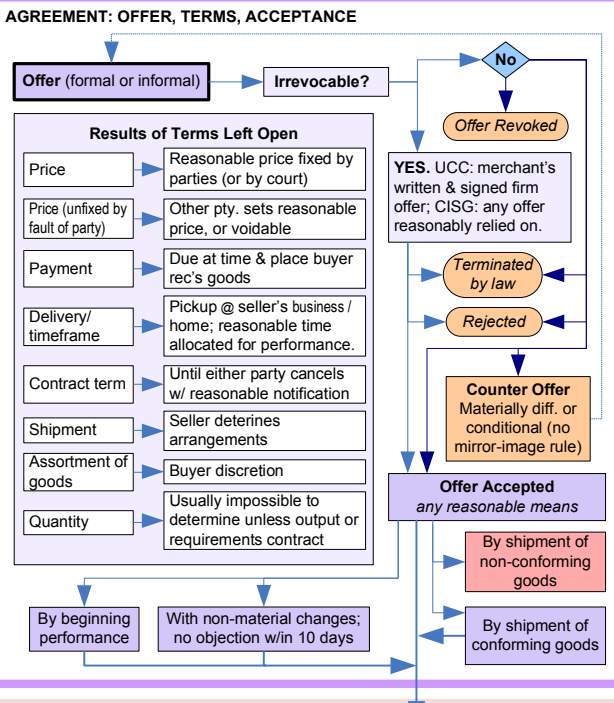 AGREEMENT: OFFER, TERMS, ACCEPTANCE
Offer (formal or informal)
Irrevocable?
No
Offer Revoked
YES. UCC: merchant's
written & signed firm
offer; CISG: any offer
reasonably relied on.
Terminated
by law
Rejected
Counter Offer
Materially diff. or
conditional (no
mirror-image rule)
Results of Terms Left Open
Price
Reasonable price fixed by
parties (or by court)
Price (unfixed by
fault of party)
Other pty. sets reasonable
price, or voidable
Payment
Due at time & place buyer
rec's goods
Delivery/
timeframe
Pickup @ seller's business /
home; reasonable time
allocated for performance.
Contract term
Until either party cancels
w/ reasonable notification
Shipment
Seller deterines
arrangements
Assortment of
goods
Buyer discretion
Quantity
Usually impossible to
determine unless output or
requirements contract
Offer Accepted
any reasonable means
By shipment of
non-conforming
goods
By shipment of
conforming goods
By beginning
performance
With non-material changes;
no objection w/in 10 days